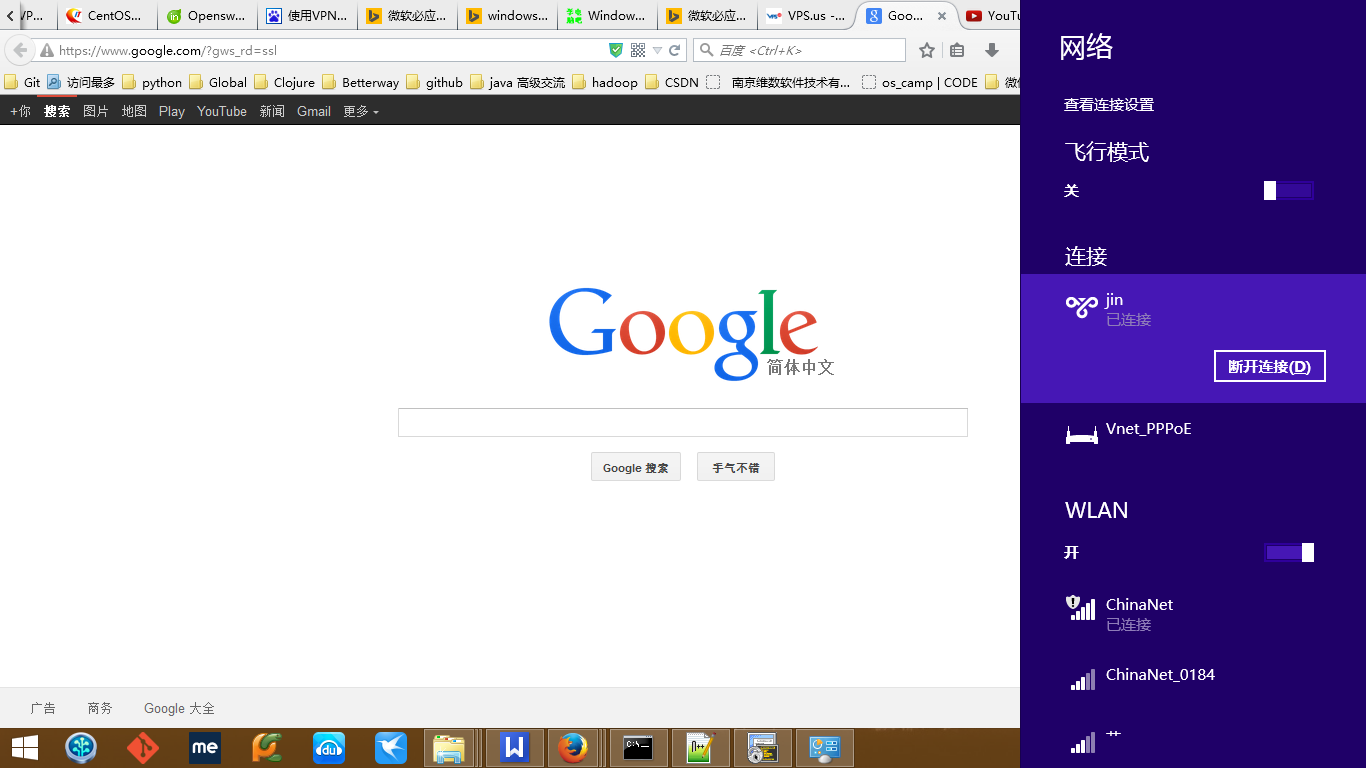 VP...
CentOS...
Opensw...
使用VPN...
微软必应...
windows...
Window...
微软必应...
VPS.us -...
Goo...
YouTu
https://www.google.com/?gws_rd=ssl
百度 <Ctrl+K>
Git 访问最多 python Global Clojure Betterway github java 高级交流 hadoop CSDN 南京维数软件技术有... os_camp | CODE
+你 搜索 图片 地图 Play YouTube 新闻 Gmail 更多
Google
简体中文
Google 搜索 手气不错
广告 商务 Google 大全
me
du
W
网络
查看连接设置
飞行模式
关
连接
jin
已连接
断开连接(D)
Vnet_PPPoE
WLAN
开
ChinaNet
已连接
ChinaNet_0184